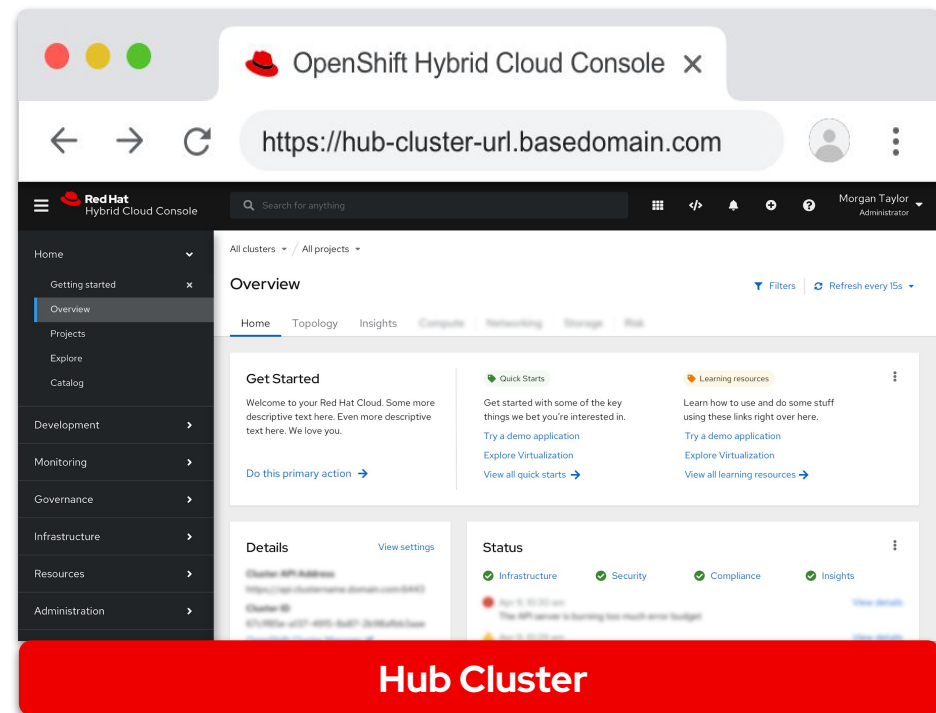 OpenShift Hybrid Cloud Console
https://hub-cluster-url.basedomain.com
Red Hat
Hybrid Cloud Console
Search for anything
Morgan Taylor
Administrator
Home
Getting started
Overview
Projects
Explore
Catalog
Development
Monitoring
Governance
Infrastructure
Resources
Administration
All clusters / All projects
Overview
Filters
Refresh every 15s
Home Topology Insights Compute Networking Storage Risk
Get Started
Welcome to your Red Hat Cloud. Some more
descriptive text here. Even more descriptive
text here. We love you.
Do this primary action
Quick Starts
Get started with some of the key
things we bet you're interested in.
Try a demo application
Explore Virtualization
View all quick starts
Learning resources
Learn how to use and do some stuff
using these links right over here.
Try a demo application
Explore Virtualization
View all learning resources
Details
View settings
Cluster API Address
Cluster ID
Status
Infrastructure Security Compliance Insights
The API server is burning too much error budget
View details
View details
Hub Cluster